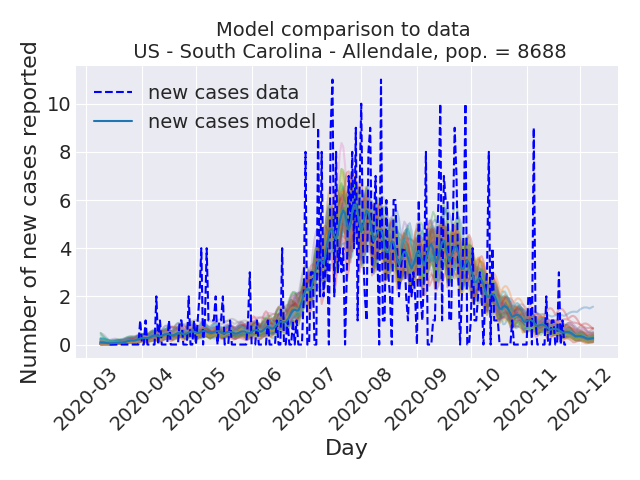 Model comparison to data
US - South Carolina - Allendale, pop. = 8688
Number of new cases reported
10
8
6
4
2
0
new cases data
new cases model
2020-03
2020-04
2020-05
2020-06
2020-07
2020-08
2020-09
2020-10
2020-11
2020-12
Day